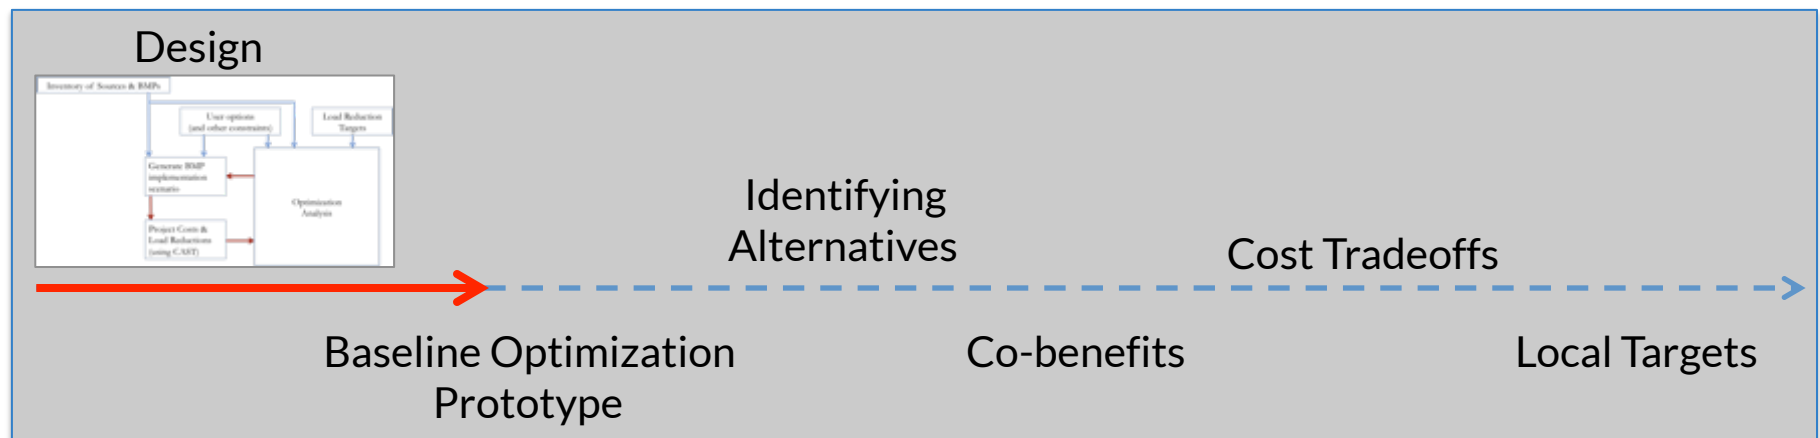 Design
Inventory of Sources & BMPs
User options
(and other constraints)
Load Reduction
Targets
Generate BMP
implementation
scenario
Optimization
Analysis
Project Costs &
Load Reductions
(using CAST)
Identifying
Alternatives
Cost Tradeoffs
Baseline Optimization
Prototype
Co-benefits
Local Targets